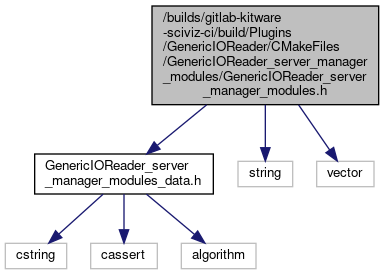 /builds/gitlab-kitware
-sciviz-ci/build/Plugins
/GenericIOReader/CMakeFiles
/GenericIOReader_server_manager
_modules/GenericIOReader_server
_manager_modules.h
GenericIOReader_server
_manager_modules_data.h
string
vector
cstring
cassert
algorithm